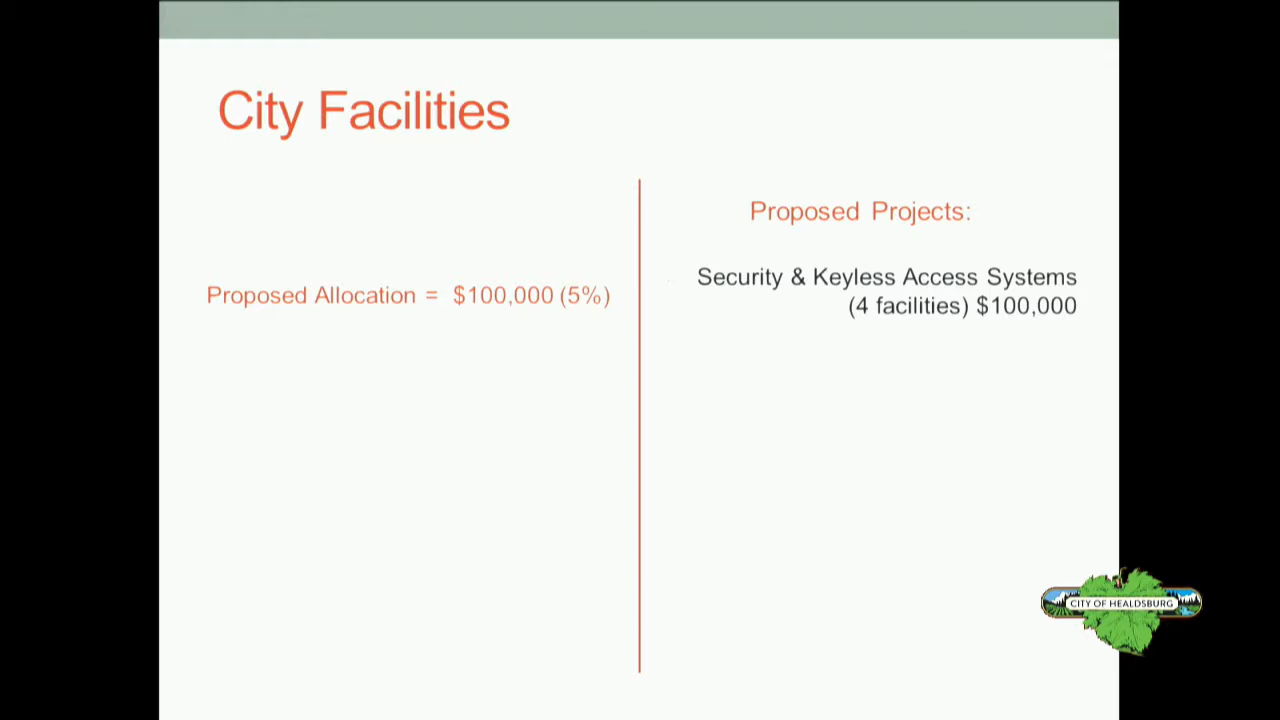 City Facilities
Proposed Allocation = $100,000 (5%)
Proposed Projects:
Security & Keyless Access Systems
(4 facilities) $100,000
CITY OF HEALDSBURG